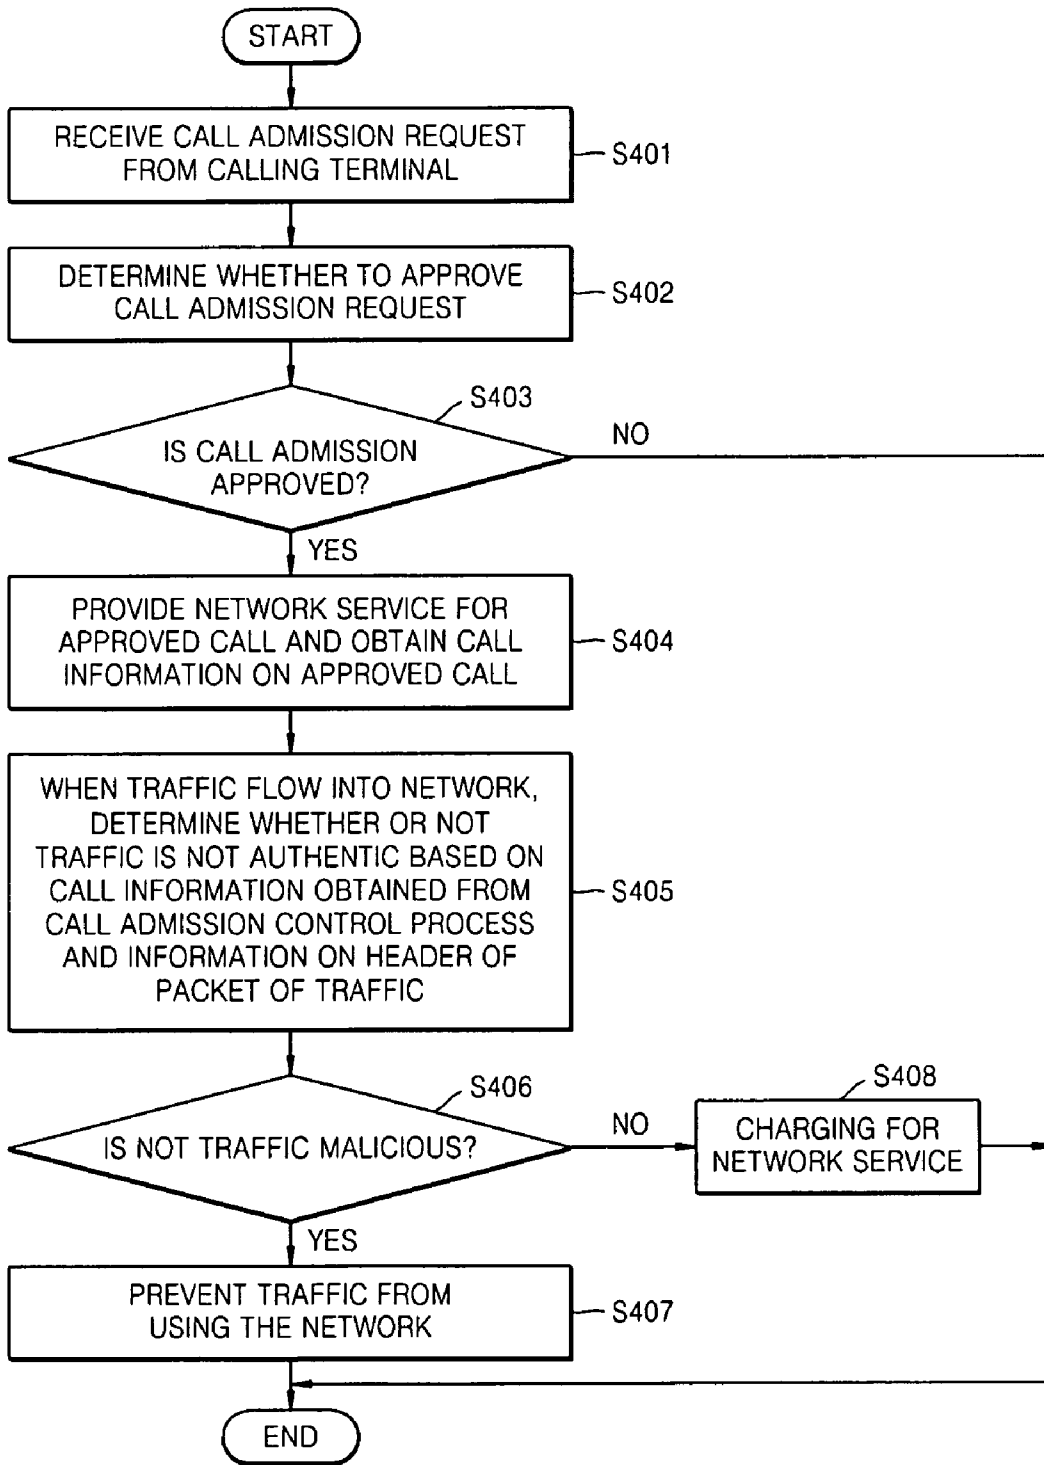 START
RECEIVE CALL ADMISSION REQUEST
FROM CALLING TERMINAL
S401
DETERMINE WHETHER TO APPROVE
CALL ADMISSION REQUEST
S402
S403
IS CALL ADMISSION
APPROVED?
NO
YES
PROVIDE NETWORK SERVICE FOR
APPROVED CALL AND OBTAIN CALL
INFORMATION ON APPROVED CALL
S404
WHEN TRAFFIC FLOW INTO NETWORK,
DETERMINE WHETHER OR NOT
TRAFFIC IS NOT AUTHENTIC BASED ON
CALL INFORMATION OBTAINED FROM
CALL ADMISSION CONTROL PROCESS
AND INFORMATION ON HEADER OF
PACKET OF TRAFFIC
S405
S406
IS NOT TRAFFIC MALICIOUS?
NO
S408
CHARGING FOR
NETWORK SERVICE
YES
PREVENT TRAFFIC FROM
USING THE NETWORK
S407
END